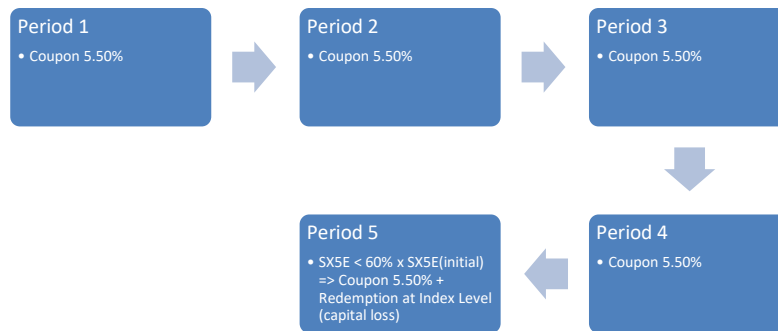 Period 1
• Coupon 5.50%
Period 2
• Coupon 5.50%
Period 3
• Coupon 5.50%
Period 4
• Coupon 5.50%
Period 5
• SX5E < 60% x SX5E(initial)
=> Coupon 5.50% +
Redemption at Index Level
(capital loss)